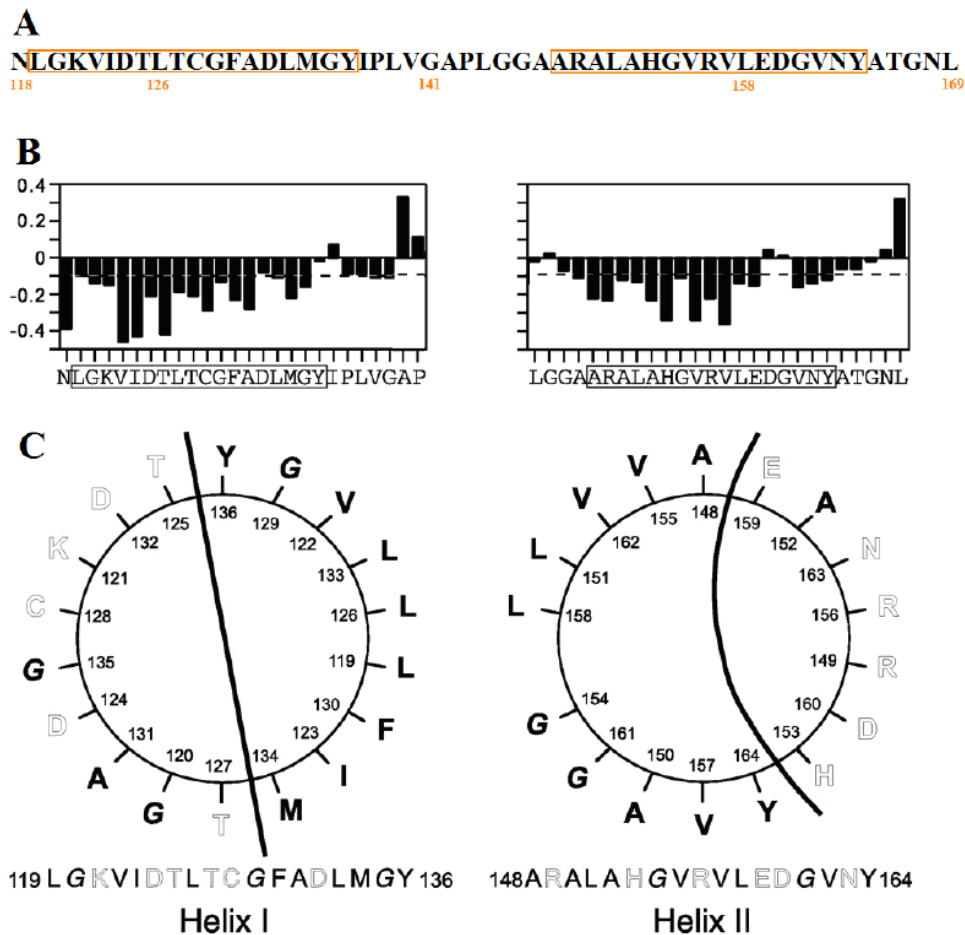 A
NLGKVIDTLTCGFADLMGYIPLVGAPLGGAARALAHGVRVLEDGVNYATGNL
118 126 141 158 169
B
0.4
0.2
0
-0.2
-0.4
NLGKVIDTLTCGFADLMGYIPLVGAP LGGAARALAHGVRVLEDGVNYATGNL
C
T Y G V L L L F I M T G A D G C K D
125 136 129 122 133 126 119 130 123 134 127 120 131 124 135 128 121 132
V A E A N R R D H Y V A G G L L V
155 148 159 152 163 156 149 160 153 164 157 150 161 154 158 151 162
119 LGKVIDTLTCGFADLMGY 136 148ARALAHGVRVLEDGVNY164
Helix I Helix II